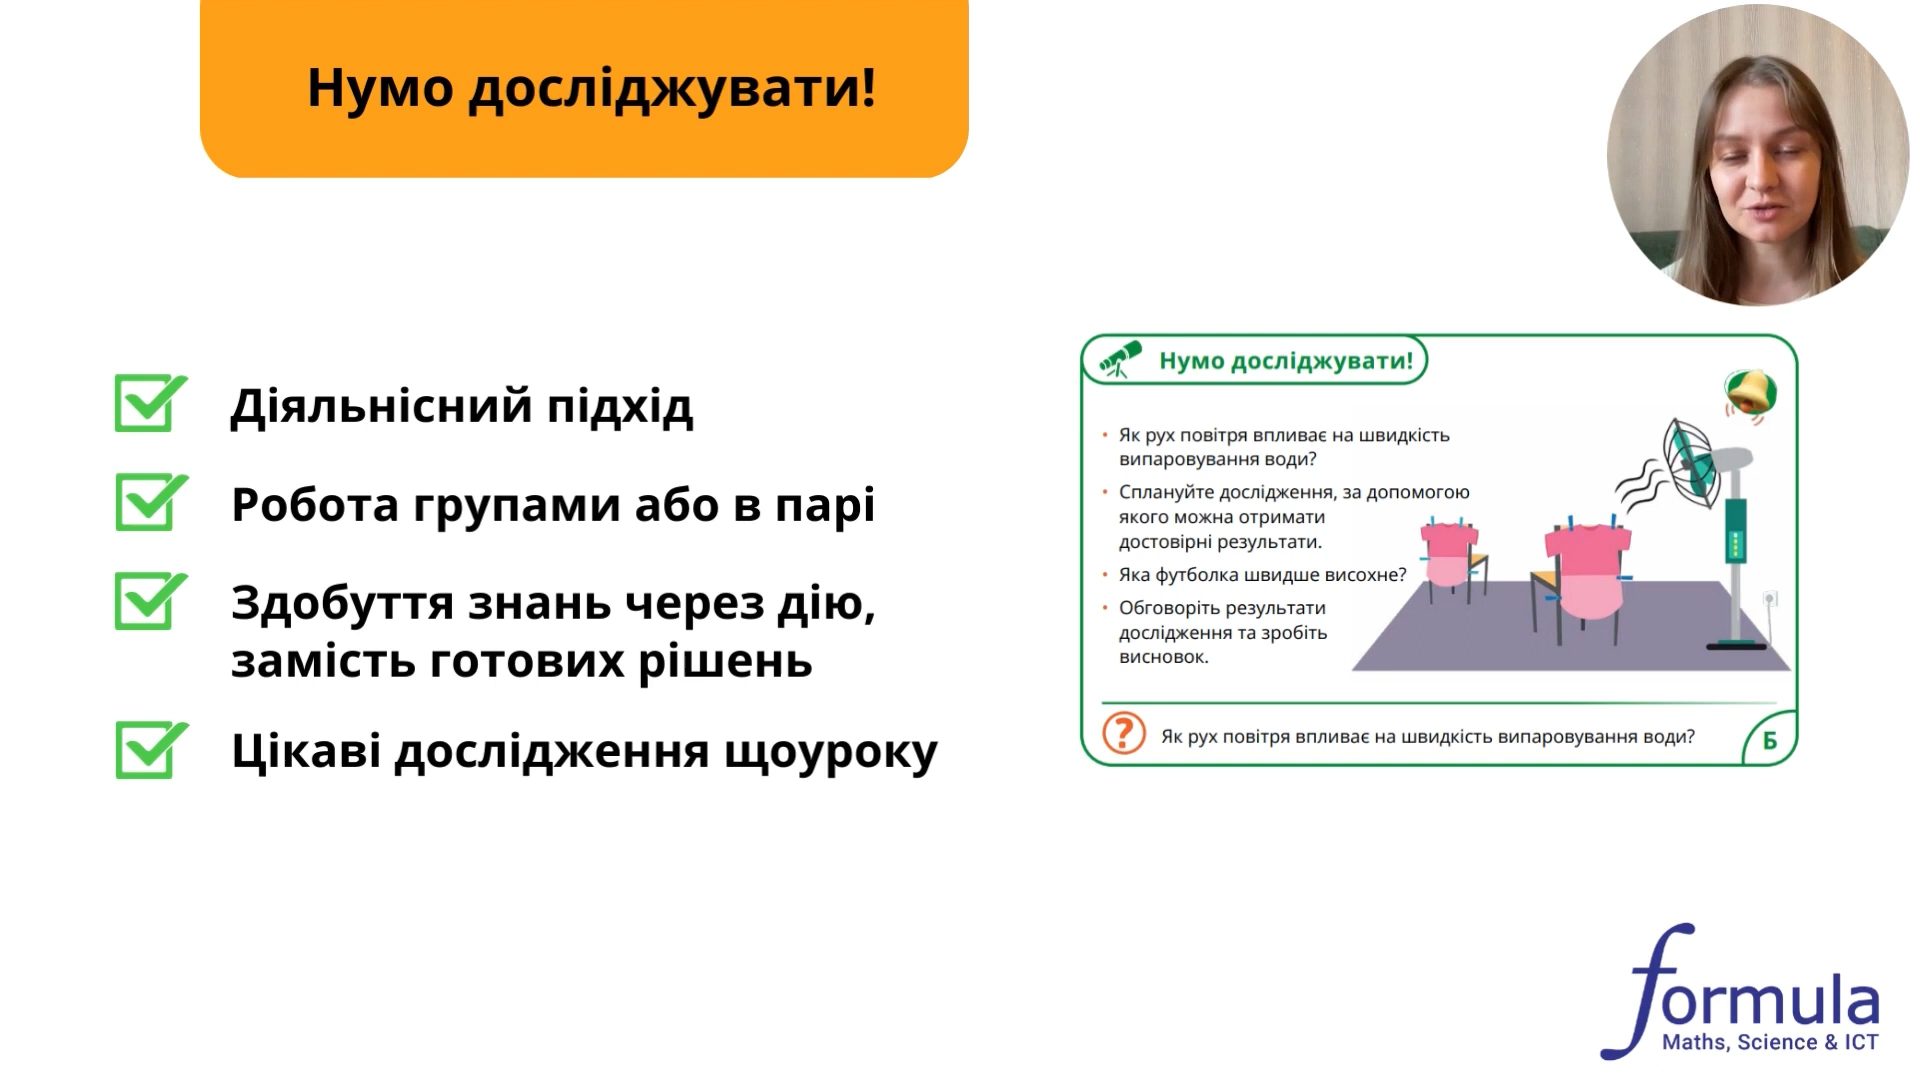 Нумо досліджувати!
Діяльнісний підхід
Робота групами або в парі
Здобуття знань через дію,
замість готових рішень
Цікаві дослідження щоуроку
Нумо досліджувати!
• Як рух повітря впливає на швидкість
випаровування води?
• Сплануйте дослідження, за допомогою
якого можна отримати
достовірні результати.
• Яка футболка швидше висохне?
• Обговоріть результати
дослідження та зробіть
висновок.
? Як рух повітря впливає на швидкість випаровування води?
Б
formula
Maths, Science & ICT